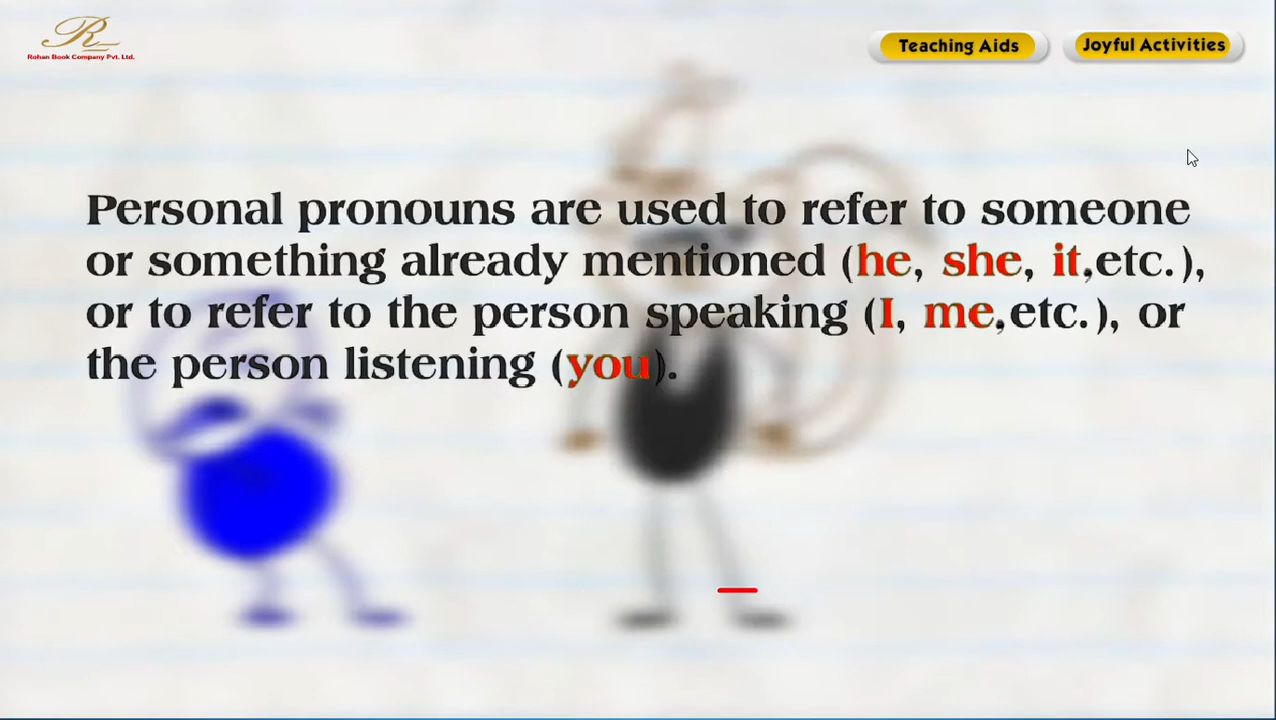 R
Rohan Book Company Pvt. Ltd.
Teaching Aids
Joyful Activities
Personal pronouns are used to refer to someone
or something already mentioned (he, she, it,etc.),
or to refer to the person speaking (I, me,etc.), or
the person listening (you).